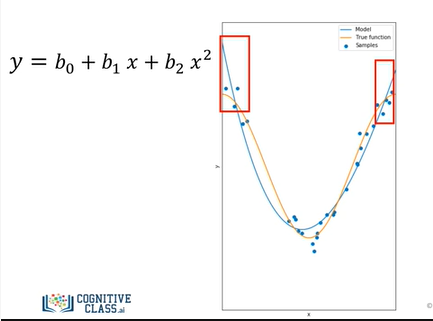 y = b₀ + b₁ x + b₂ x²
Model
True function
Samples
y
x
COGNITIVE
CLASS.ai
©